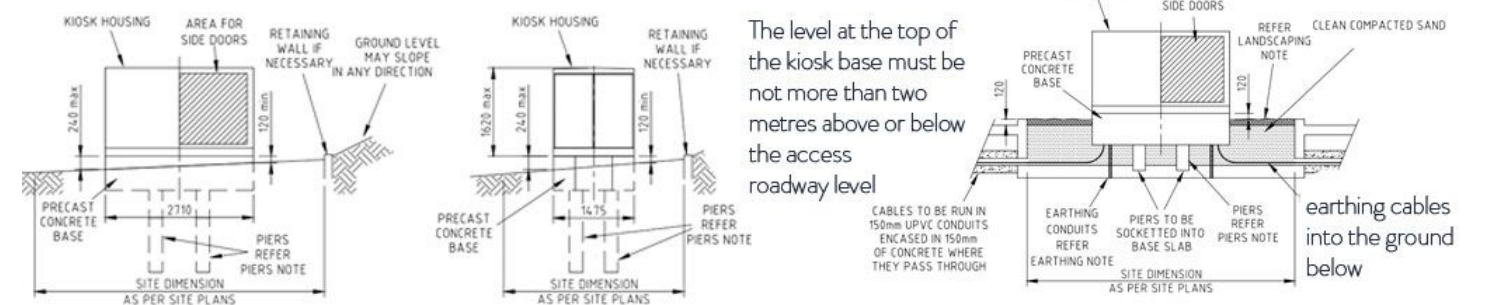 KIOSK HOUSING
AREA FOR
SIDE DOORS
RETAINING
WALL IF
NECESSARY
GROUND LEVEL
MAY SLOPE
IN ANY DIRECTION
240 max
120 min
PRECAST
CONCRETE
BASE
2710
PIERS
REFER
PIERS NOTE
SITE DIMENSION
AS PER SITE PLANS
KIOSK HOUSING
RETAINING
WALL IF
NECESSARY
1620 max
240 max
120 min
PRECAST
CONCRETE
BASE
1475
PIERS
REFER
PIERS NOTE
SITE DIMENSION
AS PER SITE PLANS
The level at the top of
the kiosk base must be
not more than two
metres above or below
the access
roadway level
SIDE DOORS
REFER
LANDSCAPING
NOTE
CLEAN COMPACTED SAND
PRECAST
CONCRETE
BASE
120
120
CABLES TO BE RUN IN
150mm UPVC CONDUITS
ENCASED IN 150mm
OF CONCRETE WHERE
THEY PASS THROUGH
EARTHING
CONDUITS
REFER
EARTHING NOTE
PIERS TO BE
SOCKETTED INTO
BASE SLAB
PIERS
REFER
PIERS NOTE
earthing cables
into the ground
below
SITE DIMENSION
AS PER SITE PLANS